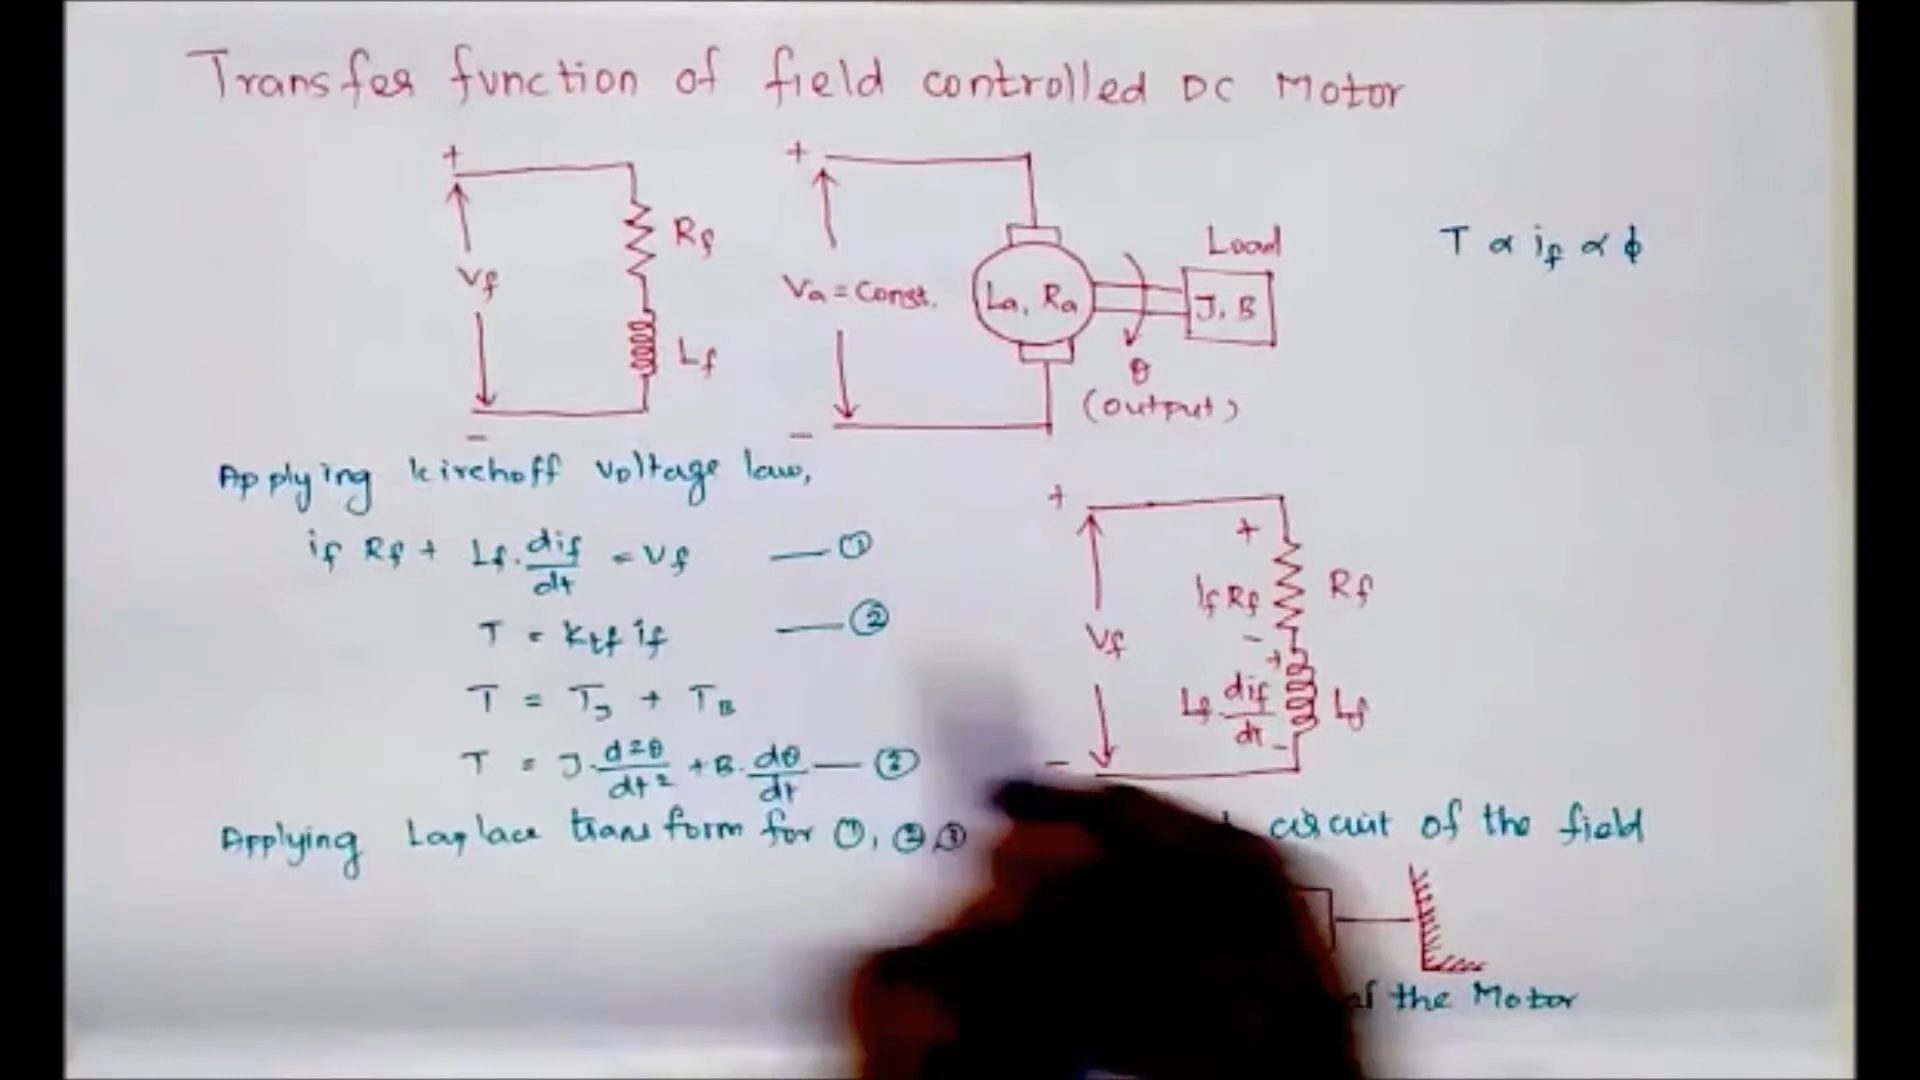 Transfer function of field controlled DC Motor
+
Vf
Rf
Lf
-
+
Va = Const.
La, Ra
-
Load
J, B
θ
(output)
T ∝ if ∝ ϕ
Applying kirchoff voltage law,
if Rf + Lf. dif/dt = Vf — ①
T = Ktf if — ②
T = TJ + TB
T = J. d2θ/dt2 + B. dθ/dt — ③
Applying Laplace transform for ①, ② ③
+
Vf
-
+
If Rf
-
Rf
+
Lf. dif/dt
-
Lf
circuit of the field
of the Motor